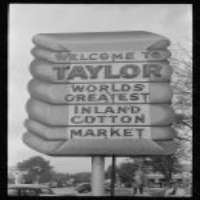 WELCOME TO
TAYLOR
WORLDS
GREATEST
INLAND
COTTON
MARKET